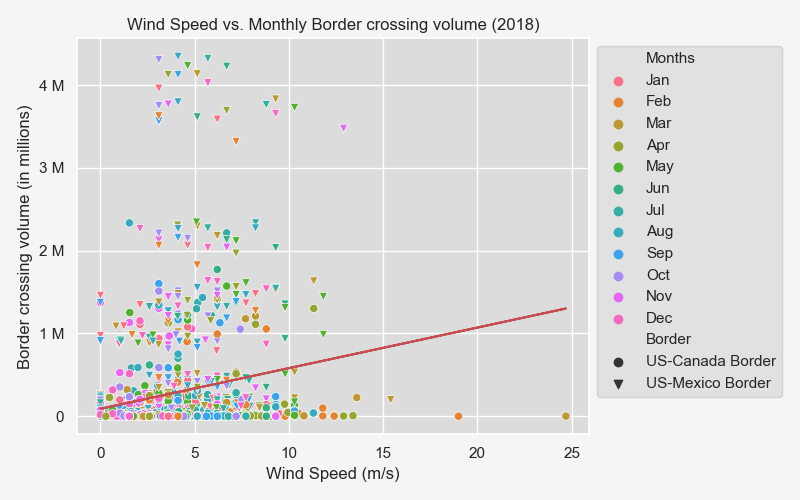 Wind Speed vs. Monthly Border crossing volume (2018)
Border crossing volume (in millions)
4 M
3 M
2 M
1 M
0
0
5
10
15
20
25
Wind Speed (m/s)
Months
Jan
Feb
Mar
Apr
May
Jun
Jul
Aug
Sep
Oct
Nov
Dec
Border
US-Canada Border
US-Mexico Border